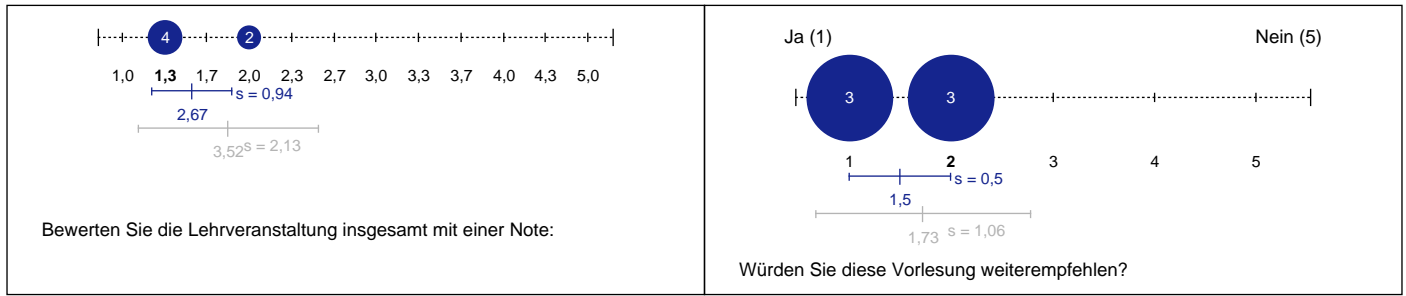 4 2
1,0 1,3 1,7 2,0 2,3 2,7 3,0 3,3 3,7 4,0 4,3 5,0
s = 0,94
2,67
3,52 s = 2,13
Bewerten Sie die Lehrveranstaltung insgesamt mit einer Note:
Ja (1) Nein (5)
3 3
1 2 3 4 5
s = 0,5
1,5
1,73 s = 1,06
Würden Sie diese Vorlesung weiterempfehlen?